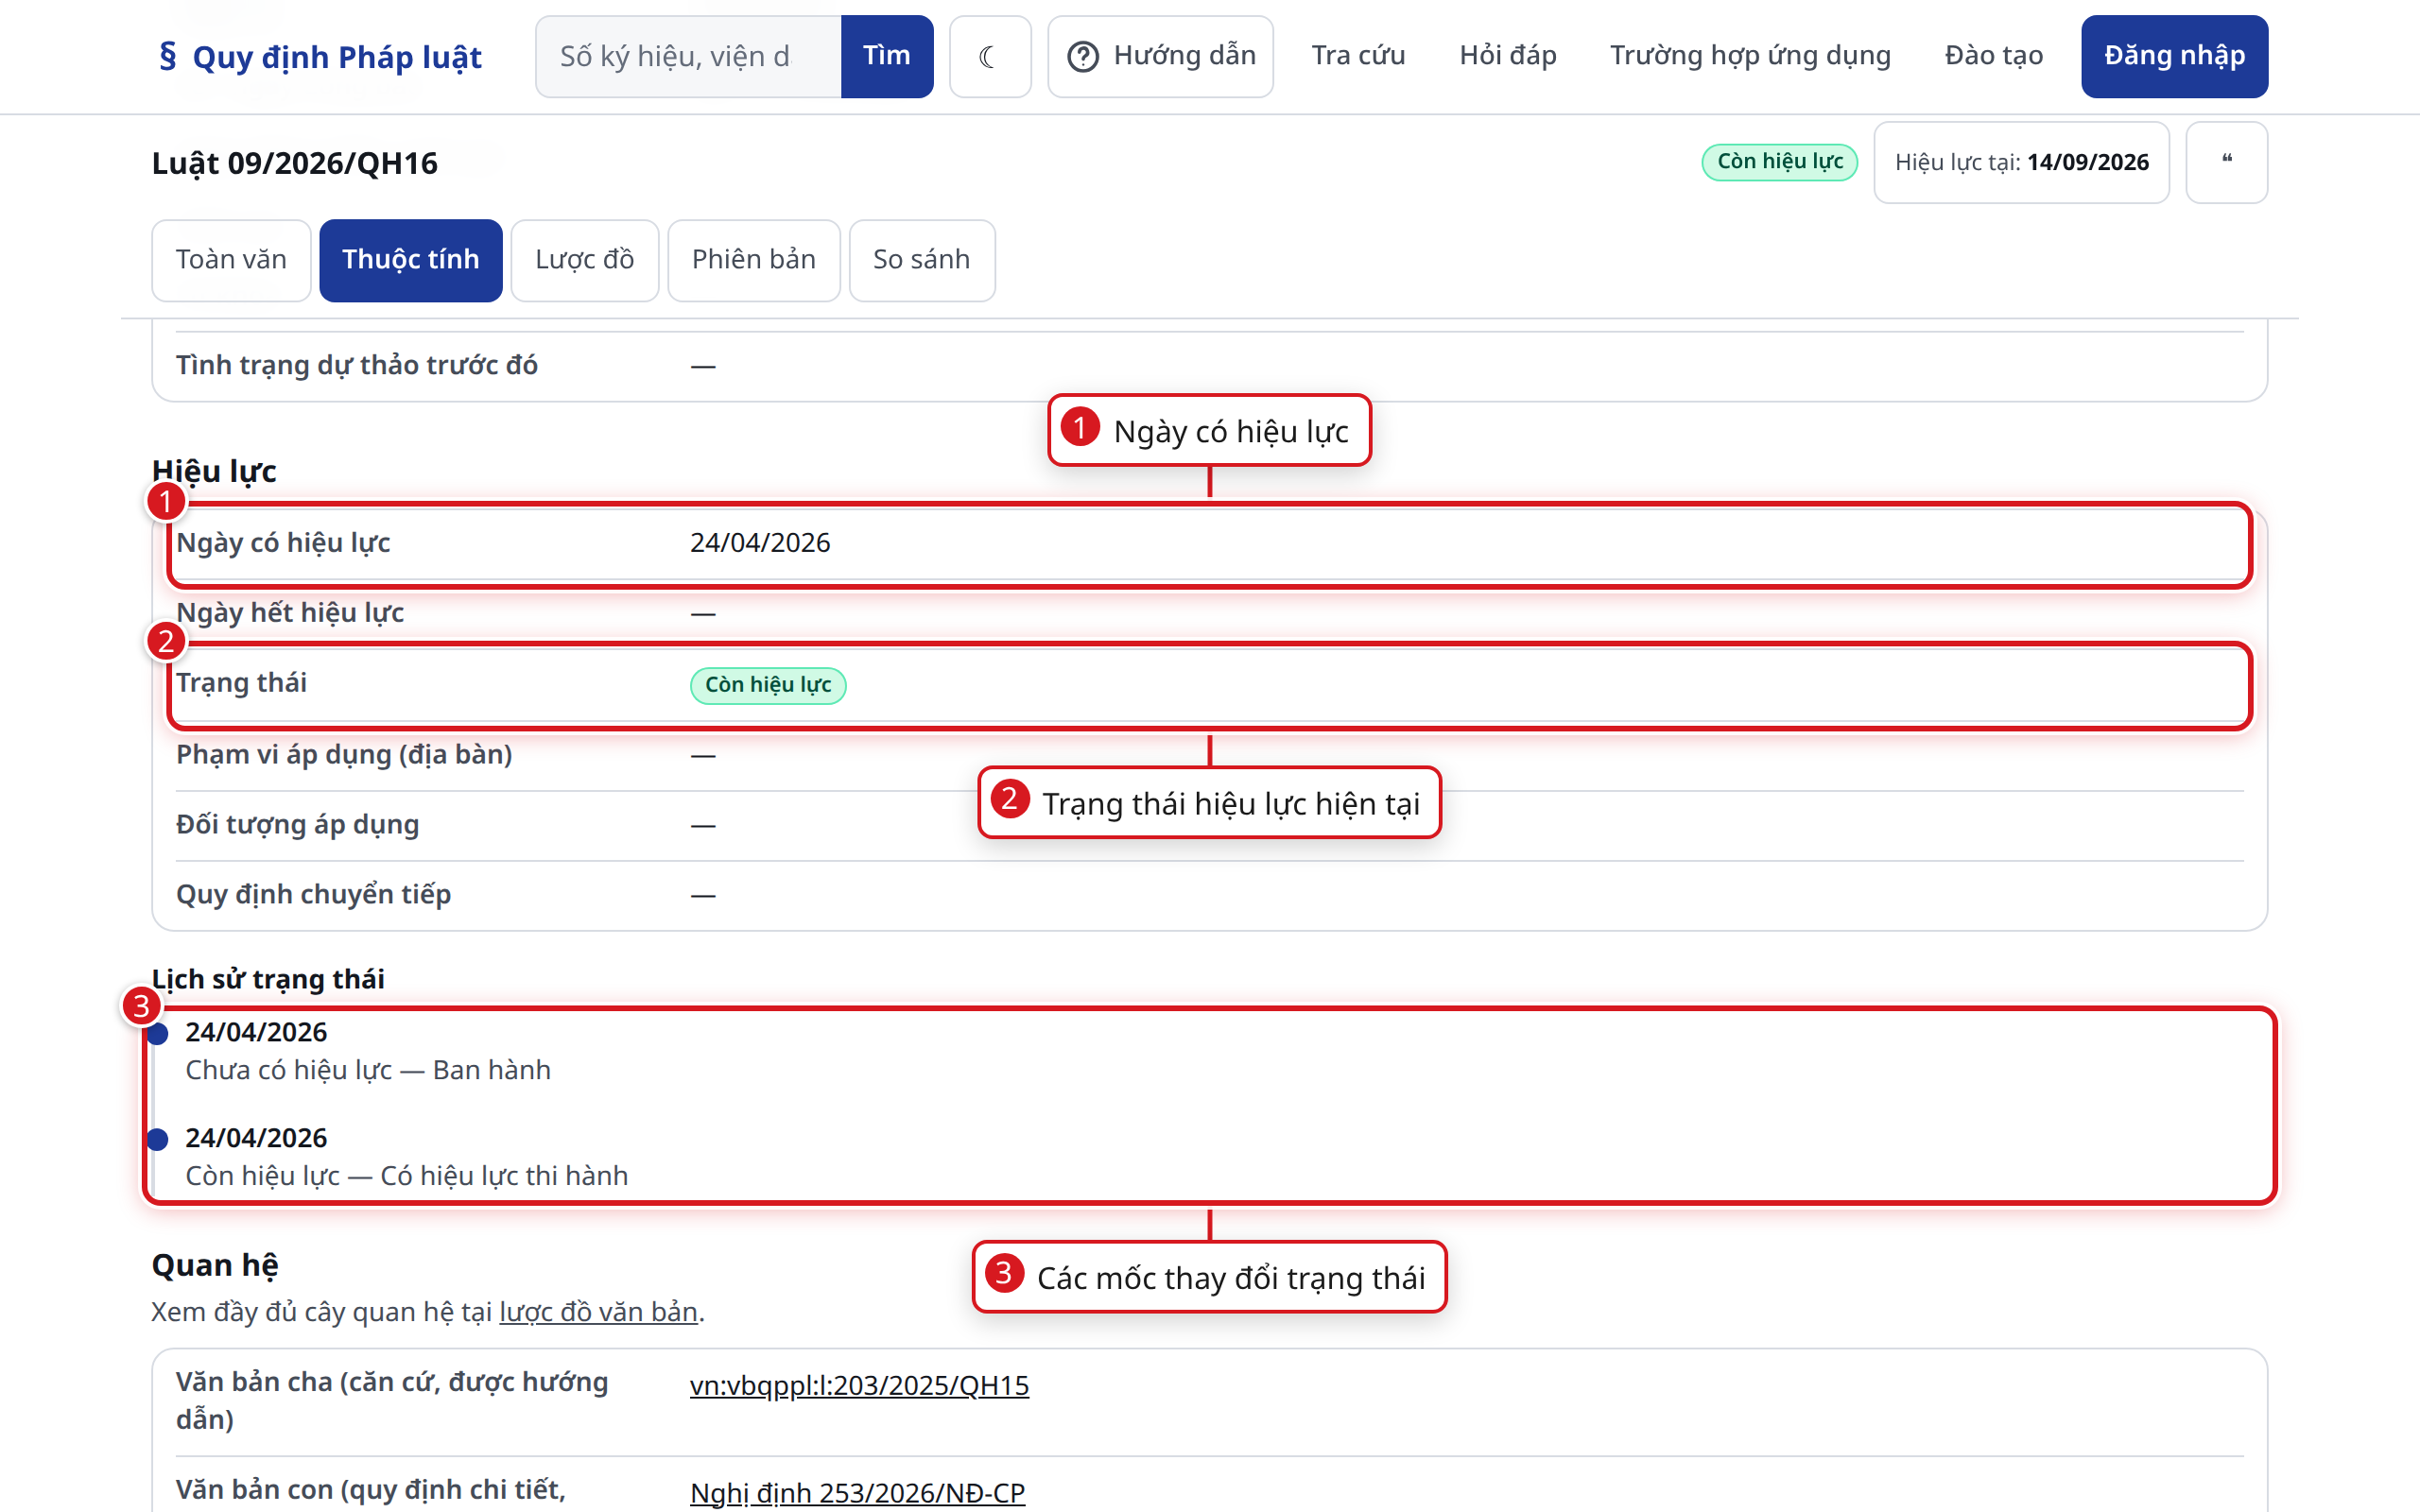 § Quy định Pháp luật
Số ký hiệu, viện d
Tìm
Hướng dẫn
Tra cứu
Hỏi đáp
Trường hợp ứng dụng
Đào tạo
Đăng nhập
Luật 09/2026/QH16
Còn hiệu lực
Hiệu lực tại: 14/09/2026
❝
Toàn văn
Thuộc tính
Lược đồ
Phiên bản
So sánh
Tình trạng dự thảo trước đó —
1 Ngày có hiệu lực
Hiệu lực
1
Ngày có hiệu lực 24/04/2026
Ngày hết hiệu lực —
2
Trạng thái Còn hiệu lực
Phạm vi áp dụng (địa bàn) —
2 Trạng thái hiệu lực hiện tại
Đối tượng áp dụng —
Quy định chuyển tiếp —
Lịch sử trạng thái
3
24/04/2026
Chưa có hiệu lực — Ban hành
24/04/2026
Còn hiệu lực — Có hiệu lực thi hành
3 Các mốc thay đổi trạng thái
Quan hệ
Xem đầy đủ cây quan hệ tại lược đồ văn bản.
Văn bản cha (căn cứ, được hướng
dẫn)
vn:vbqppl:l:203/2025/QH15
Văn bản con (quy định chi tiết,
Nghị định 253/2026/NĐ-CP